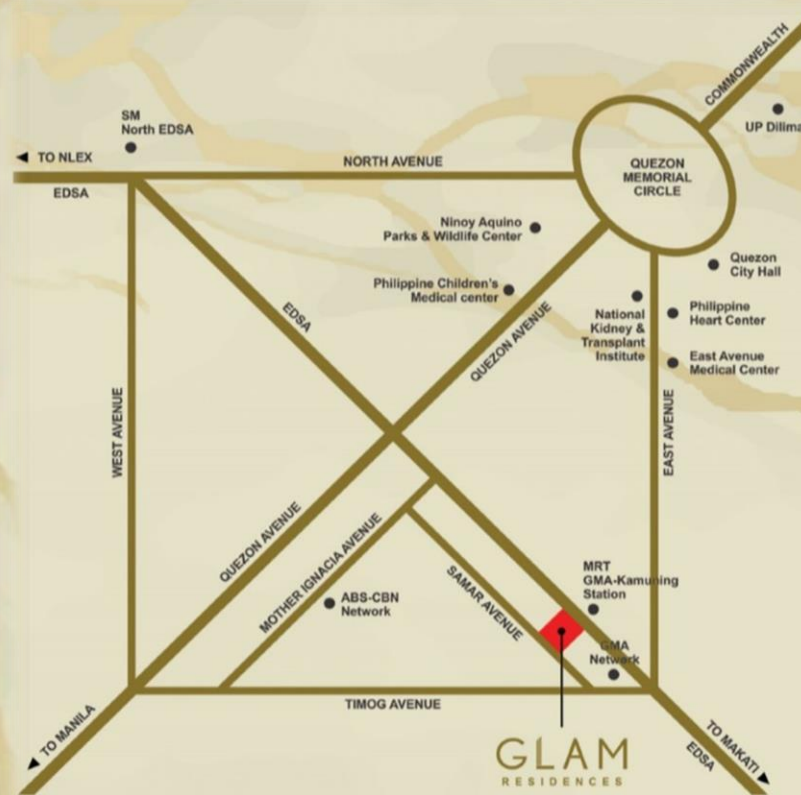 COMMONWEALTH
SM
North EDSA
UP Dilima
TO NLEX
NORTH AVENUE
EDSA
QUEZON
MEMORIAL
CIRCLE
Ninoy Aquino
Parks & Wildlife Center
Quezon
City Hall
Philippine Children's
Medical center
EDSA
QUEZON AVENUE
National
Kidney &
Transplant
Institute
Philippine
Heart Center
East Avenue
Medical Center
WEST AVENUE
EAST AVENUE
QUEZON AVENUE
MOTHER IGNACIA AVENUE
SAMAR AVENUE
MRT
GMA-Kamuning
Station
ABS-CBN
Network
GMA
Network
TIMOG AVENUE
TO MANILA
TO MAKATI
EDSA
GLAM
RESIDENCES